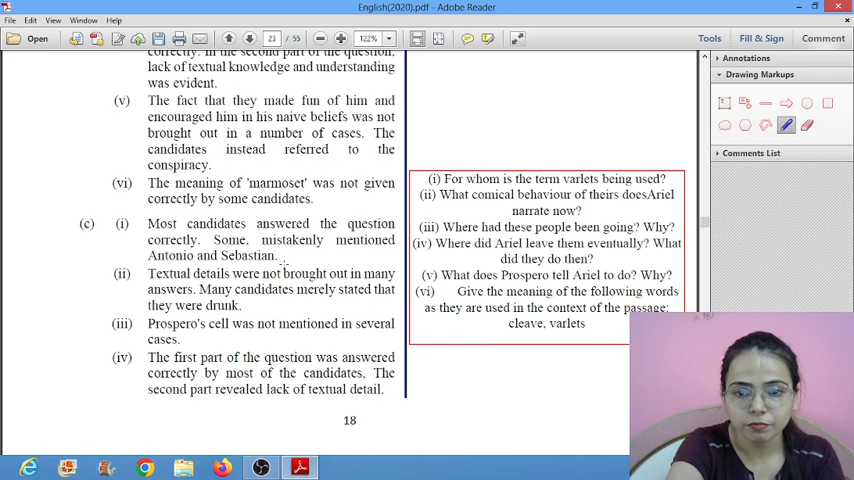 English(2020).pdf - Adobe Reader
File Edit View Window Help
Open 23 / 55 122% Tools Fill & Sign Comment
correctly. In the second part of the question,
lack of textual knowledge and understanding
was evident.
(v) The fact that they made fun of him and
encouraged him in his naive beliefs was not
brought out in a number of cases. The
candidates instead referred to the
conspiracy.
(vi) The meaning of 'marmoset' was not given
correctly by some candidates.
(c) (i) Most candidates answered the question
correctly. Some, mistakenly mentioned
Antonio and Sebastian.
(ii) Textual details were not brought out in many
answers. Many candidates merely stated that
they were drunk.
(iii) Prospero's cell was not mentioned in several
cases.
(iv) The first part of the question was answered
correctly by most of the candidates. The
second part revealed lack of textual detail.
18
(i) For whom is the term varlets being used?
(ii) What comical behaviour of theirs doesAriel
narrate now?
(iii) Where had these people been going? Why?
(iv) Where did Ariel leave them eventually? What
did they do then?
(v) What does Prospero tell Ariel to do? Why?
(vi) Give the meaning of the following words
as they are used in the context of the passage:
cleave, varlets
Annotations
Drawing Markups
Comments List